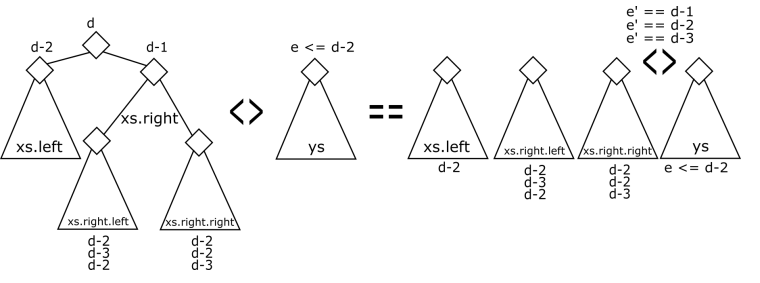 d
d-2
d-1
xs.left
xs.right
xs.right.left
d-2
d-3
d-2
xs.right.right
d-2
d-2
d-3
<>
e <= d-2
ys
==
xs.left
d-2
xs.right.left
d-2
d-3
d-2
xs.right.right
d-2
d-2
d-3
e' == d-1
e' == d-2
e' == d-3
<>
ys
e <= d-2